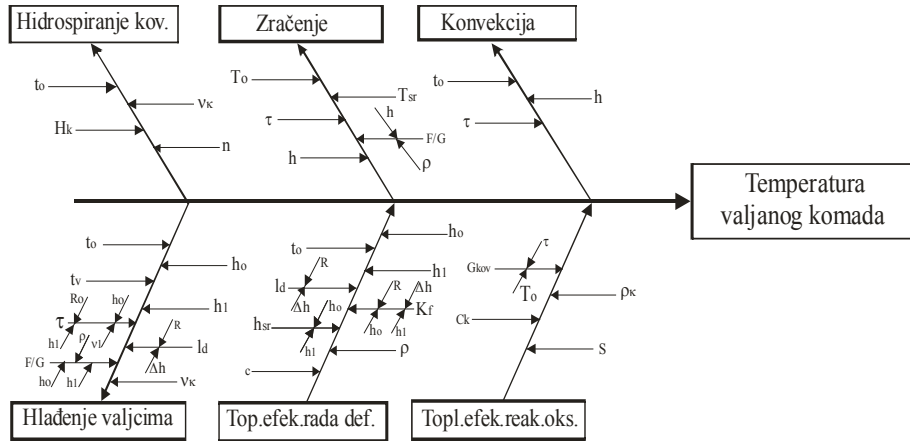 Hidrospiranje kov.
Zračenje
Konvekcija
to
νκ
Hk
n
To
Tsr
τ
h
F/G
h
ρ
to
h
τ
Temperatura
valjanog komada
to
ho
tv
h1
Ro
ho
τ
h1
ρ
ν1
R
ld
Δh
F/G
ho
h1
νκ
ho
to
h1
R
ld
Δh
R
Δh
Kf
ho
h1
ho
hsr
h1
ρ
c
τ
Gkov
To
ρκ
Ck
S
Hlađenje valjcima
Top.efek.rada def.
Topl.efek.reak.oks.